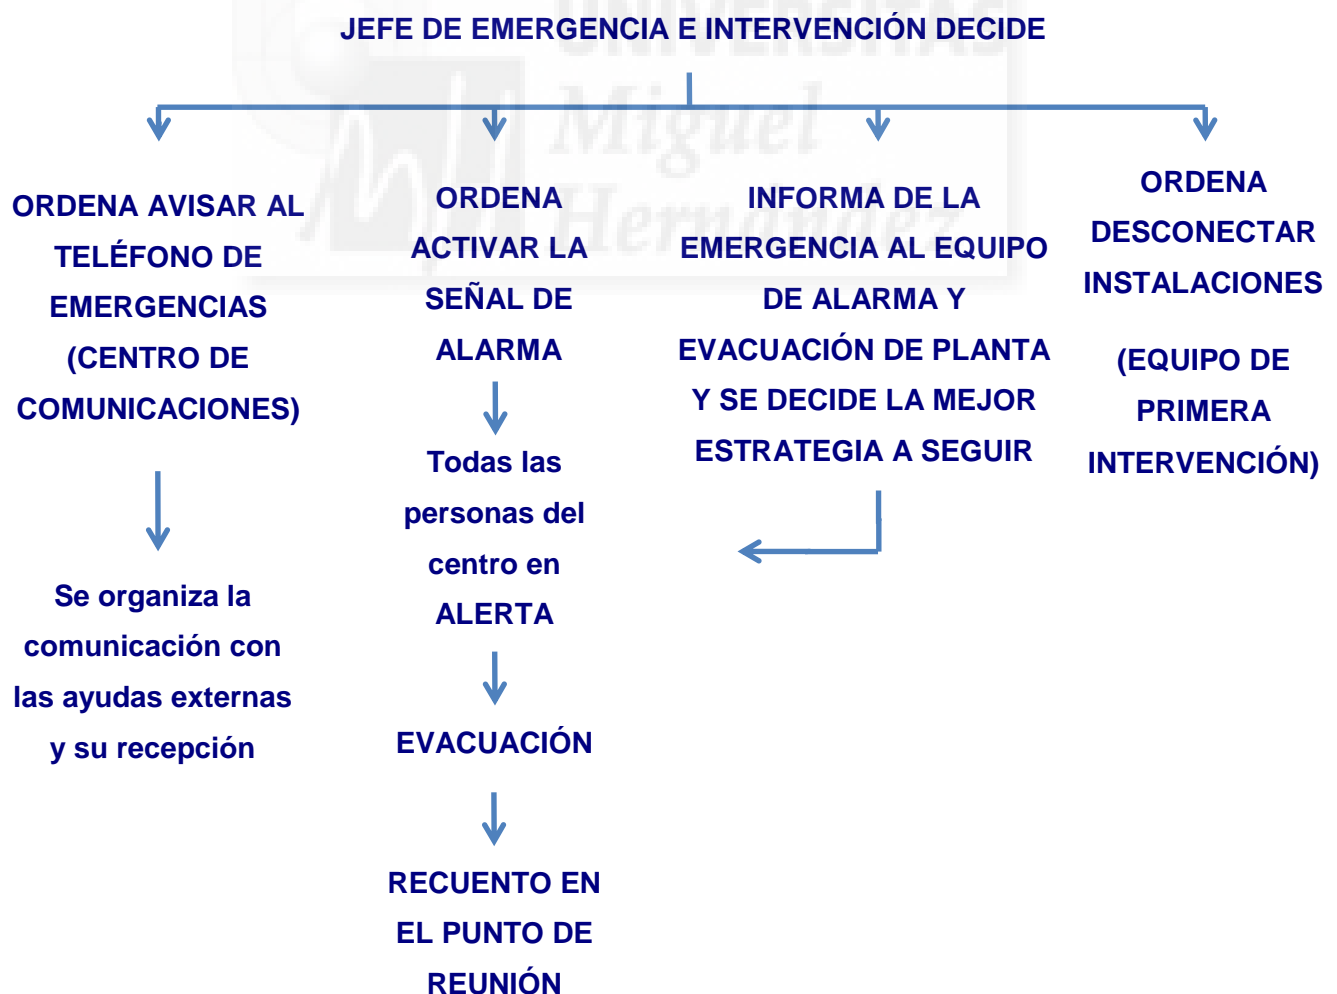 JEFE DE EMERGENCIA E INTERVENCIÓN DECIDE
ORDENA AVISAR AL
TELÉFONO DE
EMERGENCIAS
(CENTRO DE
COMUNICACIONES)
Se organiza la
comunicación con
las ayudas externas
y su recepción
ORDENA
ACTIVAR LA
SEÑAL DE
ALARMA
Todas las
personas del
centro en
ALERTA
EVACUACIÓN
RECUENTO EN
EL PUNTO DE
REUNIÓN
INFORMA DE LA
EMERGENCIA AL EQUIPO
DE ALARMA Y
EVACUACIÓN DE PLANTA
Y SE DECIDE LA MEJOR
ESTRATEGIA A SEGUIR
ORDENA
DESCONECTAR
INSTALACIONES
(EQUIPO DE
PRIMERA
INTERVENCIÓN)
UNIVERSITAS
Miguel
Hernández